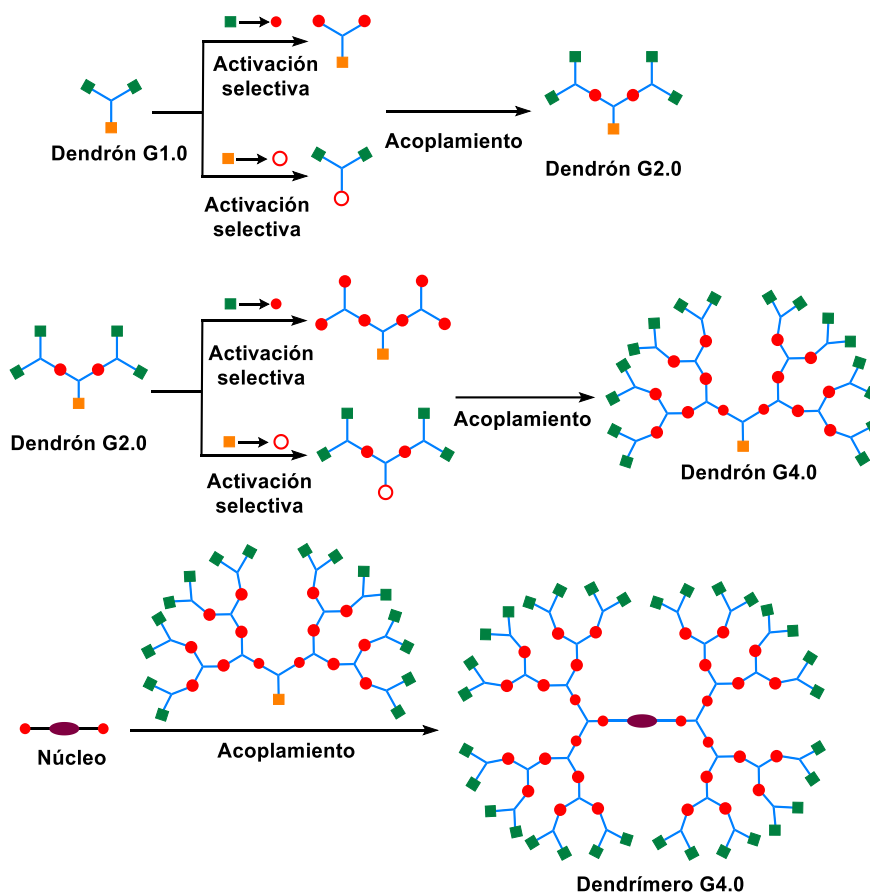 Activación
selectiva
Dendrón G1.0
Acoplamiento
Dendrón G2.0
Activación
selectiva
Activación
selectiva
Dendrón G2.0
Acoplamiento
Dendrón G4.0
Activación
selectiva
Núcleo
Acoplamiento
Dendrímero G4.0